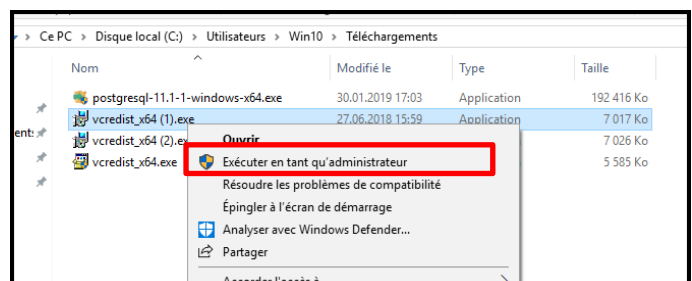 Ce PC > Disque local (C:) > Utilisateurs > Win10 > Téléchargements
Nom Modifié le Type Taille
postgresql-11.1-1-windows-x64.exe 30.01.2019 17:03 Application 192 416 Ko
vcredist_x64 (1).exe 27.06.2018 15:59 Application 7 017 Ko
vcredist_x64 (2).ex 7 026 Ko
vcredist_x64.exe 5 585 Ko
Ouvrir
Exécuter en tant qu'administrateur
Résoudre les problèmes de compatibilité
Épingler à l'écran de démarrage
Analyser avec Windows Defender...
Partager
Accorder l'accès à